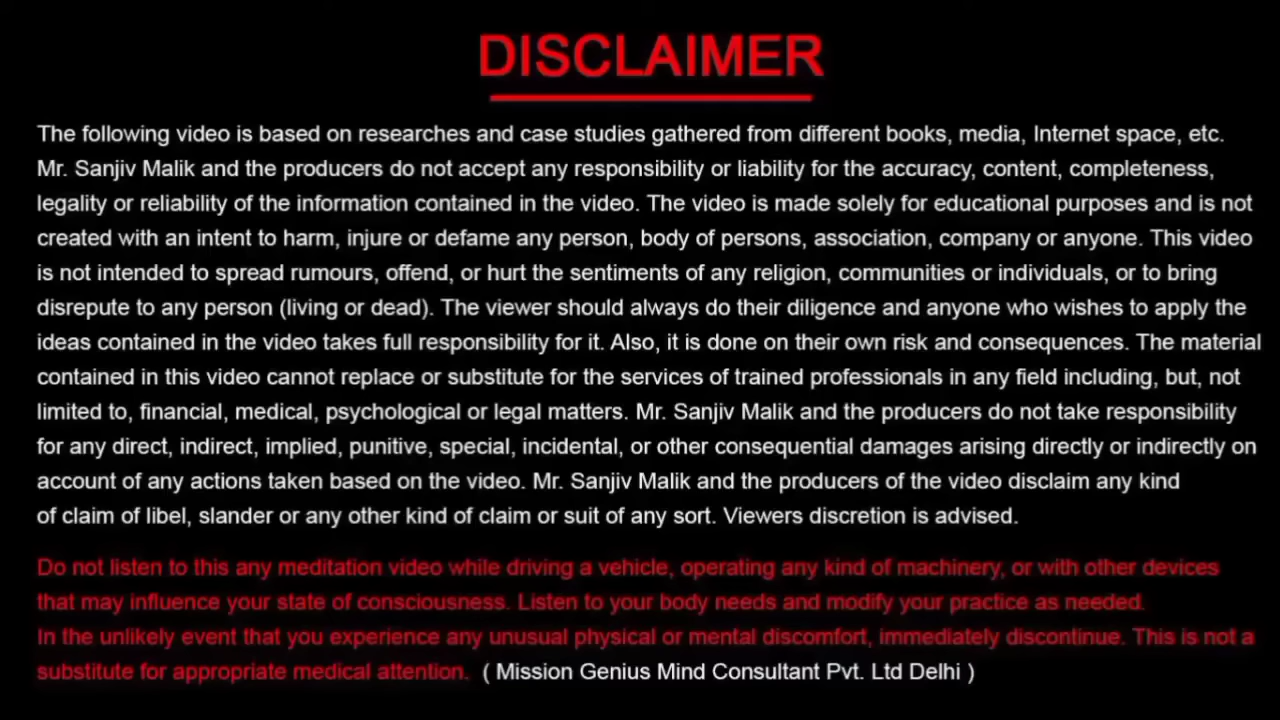 DISCLAIMER
The following video is based on researches and case studies gathered from different books, media, Internet space, etc.
Mr. Sanjiv Malik and the producers do not accept any responsibility or liability for the accuracy, content, completeness,
legality or reliability of the information contained in the video. The video is made solely for educational purposes and is not
created with an intent to harm, injure or defame any person, body of persons, association, company or anyone. This video
is not intended to spread rumours, offend, or hurt the sentiments of any religion, communities or individuals, or to bring
disrepute to any person (living or dead). The viewer should always do their diligence and anyone who wishes to apply the
ideas contained in the video takes full responsibility for it. Also, it is done on their own risk and consequences. The material
contained in this video cannot replace or substitute for the services of trained professionals in any field including, but, not
limited to, financial, medical, psychological or legal matters. Mr. Sanjiv Malik and the producers do not take responsibility
for any direct, indirect, implied, punitive, special, incidental, or other consequential damages arising directly or indirectly on
account of any actions taken based on the video. Mr. Sanjiv Malik and the producers of the video disclaim any kind
of claim of libel, slander or any other kind of claim or suit of any sort. Viewers discretion is advised.
Do not listen to this any meditation video while driving a vehicle, operating any kind of machinery, or with other devices
that may influence your state of consciousness. Listen to your body needs and modify your practice as needed.
In the unlikely event that you experience any unusual physical or mental discomfort, immediately discontinue. This is not a
substitute for appropriate medical attention. ( Mission Genius Mind Consultant Pvt. Ltd Delhi )